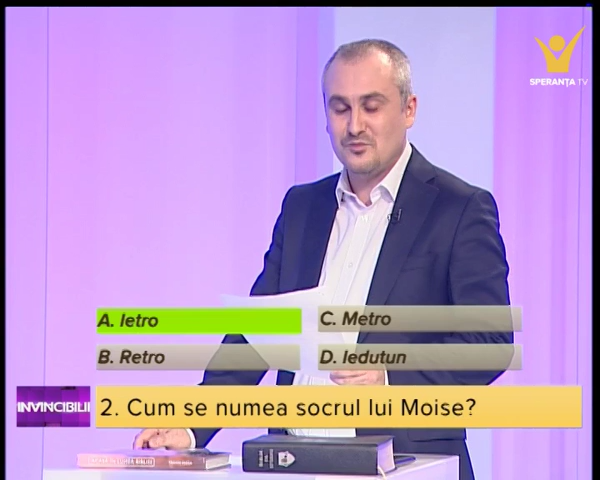 SPERANȚA TV
A. Ietro
C. Metro
B. Retro
D. Iedutun
INVINCIBILII
2. Cum se numea socrul lui Moise?